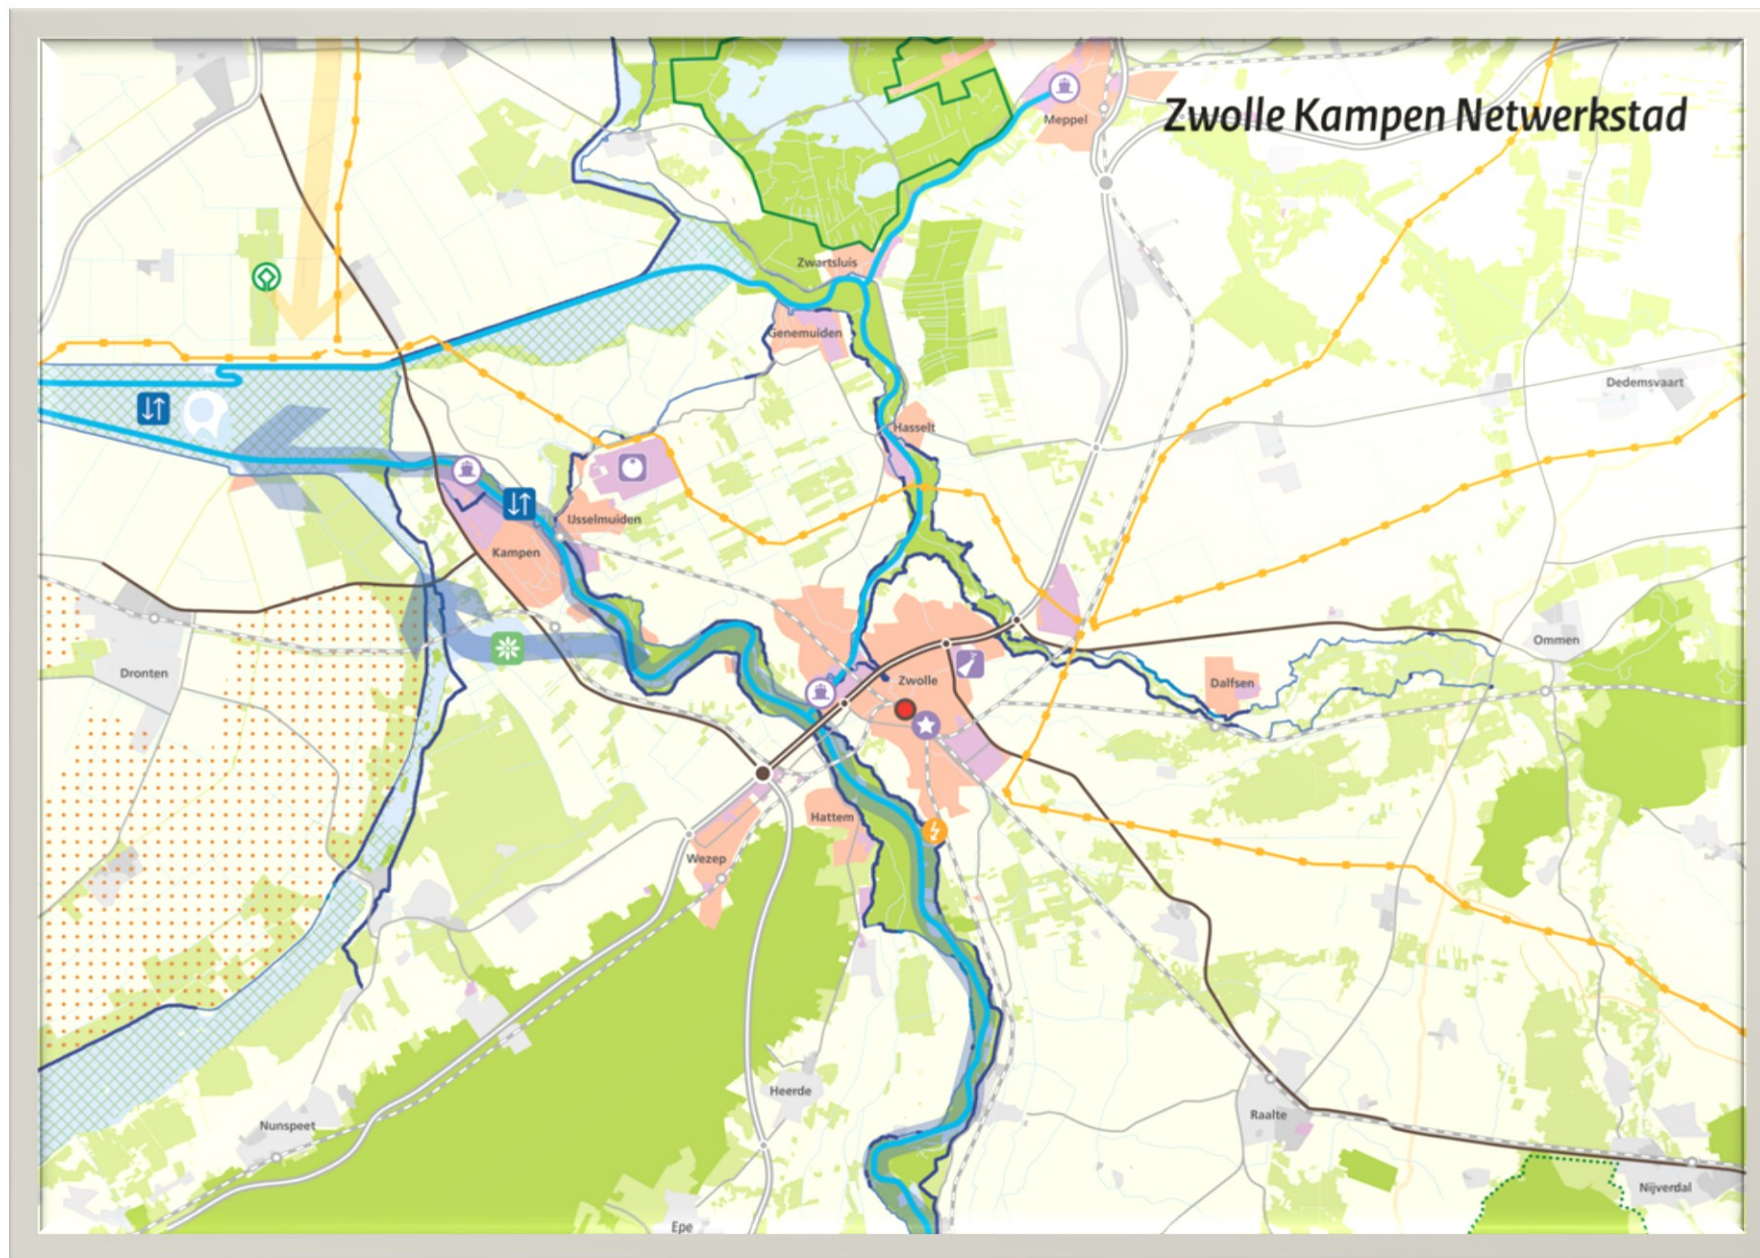 Zwolle Kampen Netwerkstad
Meppel
Zwartsluis
Genemuiden
Dedemsvaart
Hasselt
IJsselmuiden
Kampen
Ommen
Dronten
Zwolle
Dalfsen
Hattem
Wezep
Heerde
Raalte
Nunspeet
Nijverdal
Epe